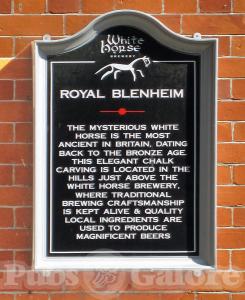 White
Horse
BREWERY
ROYAL BLENHEIM
THE MYSTERIOUS WHITE
HORSE IS THE MOST
ANCIENT IN BRITAIN, DATING
BACK TO THE BRONZE AGE
THIS ELEGANT CHALK
CARVING IS LOCATED IN THE
HILLS JUST ABOVE THE
WHITE HORSE BREWERY,
WHERE TRADITIONAL
BREWING CRAFTSMANSHIP
IS KEPT ALIVE & QUALITY
LOCAL INGREDIENTS ARE
USED TO PRODUCE
MAGNIFICENT BEERS